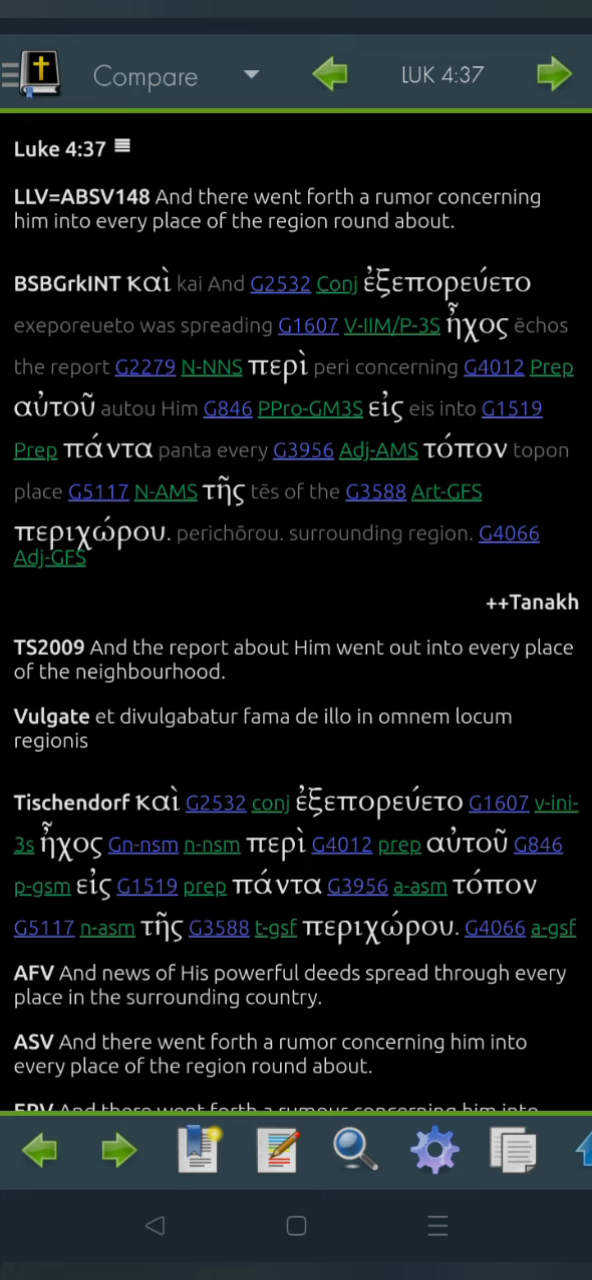 Compare
LUK 4:37
Luke 4:37
LLV=ABSV148 And there went forth a rumor concerning
him into every place of the region round about.
BSBGrkINT καὶ kai And G2532 Conj ἐξεπορεύετο
exeporeueto was spreading G1607 V-IIM/P-3S ἦχος ēchos
the report G2279 N-NNS περὶ peri concerning G4012 Prep
αὐτοῦ autou Him G846 PPro-GM3S εἰς eis into G1519
Prep πάντα panta every G3956 Adj-AMS τόπον topon
place G5117 N-AMS τῆς tēs of the G3588 Art-GFS
περιχώρου. perichōrou. surrounding region. G4066
Adj-GFS
++Tanakh
TS2009 And the report about Him went out into every place
of the neighbourhood.
Vulgate et divulgabatur fama de illo in omnem locum
regionis
Tischendorf καὶ G2532 conj ἐξεπορεύετο G1607 v-ini-
3s ἦχος Gn-nsm n-nsm περὶ G4012 prep αὐτοῦ G846
p-gsm εἰς G1519 prep πάντα G3956 a-asm τόπον
G5117 n-asm τῆς G3588 t-gsf περιχώρου. G4066 a-gsf
AFV And news of His powerful deeds spread through every
place in the surrounding country.
ASV And there went forth a rumor concerning him into
every place of the region round about.
And there went forth a rumour concerning him into